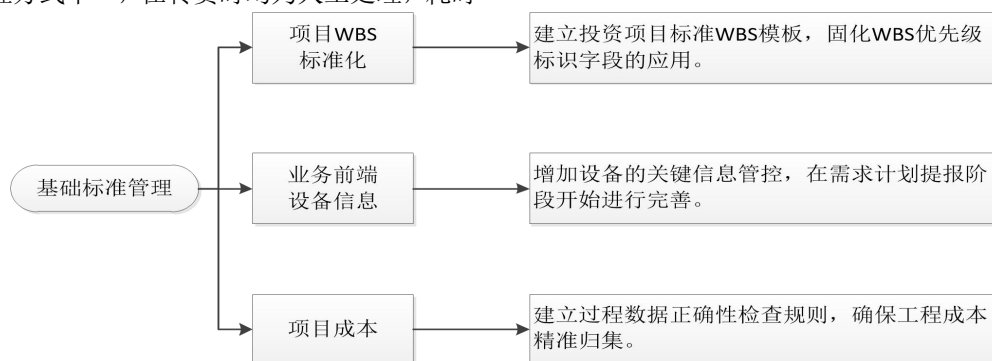 项目WBS
标准化
建立投资项目标准WBS模板，固化WBS优先级
标识字段的应用。
基础标准管理
业务前端
设备信息
增加设备的关键信息管控，在需求计划提报阶
段开始进行完善。
项目成本
建立过程数据正确性检查规则，确保工程成本
精准归集。